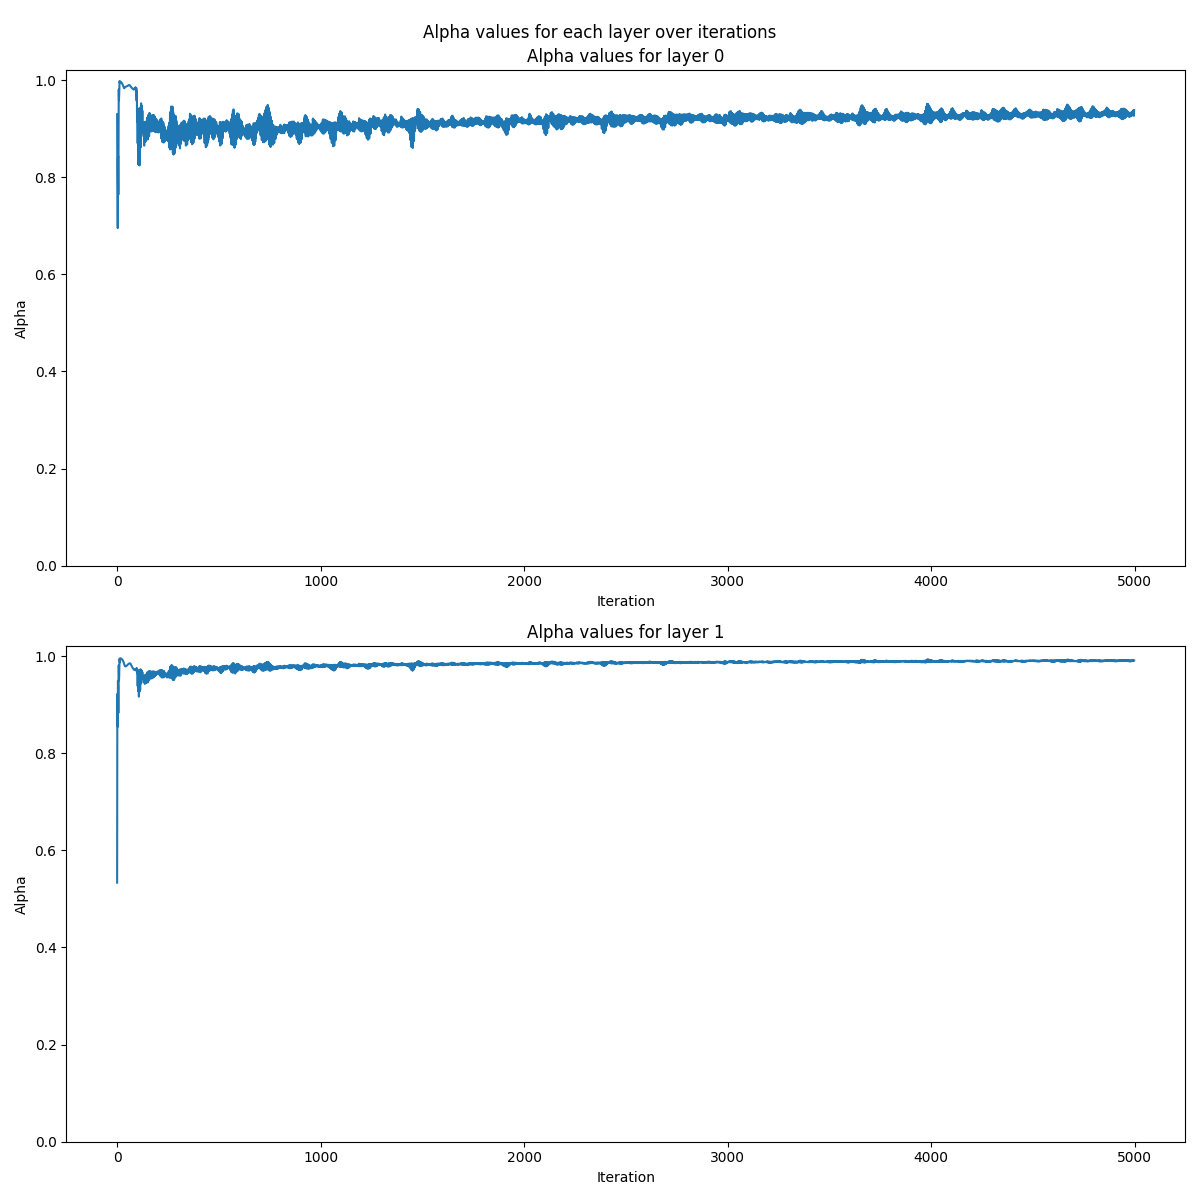 Alpha values for each layer over iterations
Alpha values for layer 0
1.0
0.8
0.6
0.4
0.2
0.0
Alpha
0 1000 2000 3000 4000 5000
Iteration
Alpha values for layer 1
1.0
0.8
0.6
0.4
0.2
0.0
Alpha
0 1000 2000 3000 4000 5000
Iteration